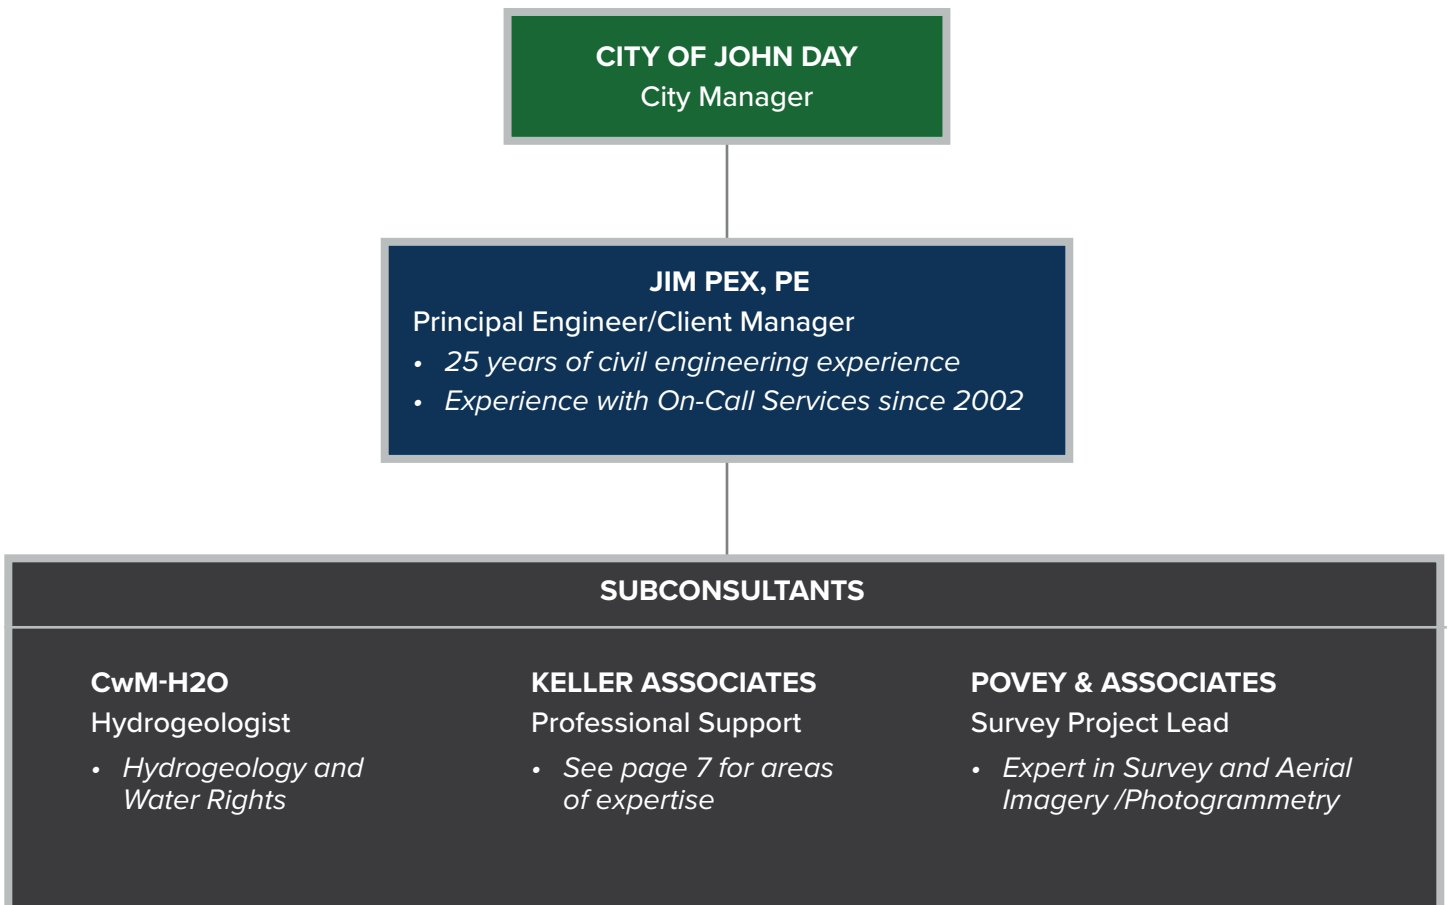 CITY OF JOHN DAY
City Manager
JIM PEX, PE
Principal Engineer/Client Manager
• 25 years of civil engineering experience
• Experience with On-Call Services since 2002
SUBCONSULTANTS
CwM-H2O
Hydrogeologist
• Hydrogeology and
Water Rights
KELLER ASSOCIATES
Professional Support
• See page 7 for areas
of expertise
POVEY & ASSOCIATES
Survey Project Lead
• Expert in Survey and Aerial
Imagery /Photogrammetry